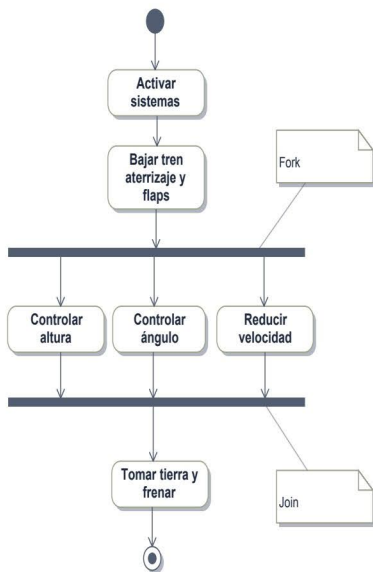 Activar
sistemas
Bajar tren
aterrizaje y
flaps
Fork
Controlar
altura
Controlar
ángulo
Reducir
velocidad
Tomar tierra y
frenar
Join